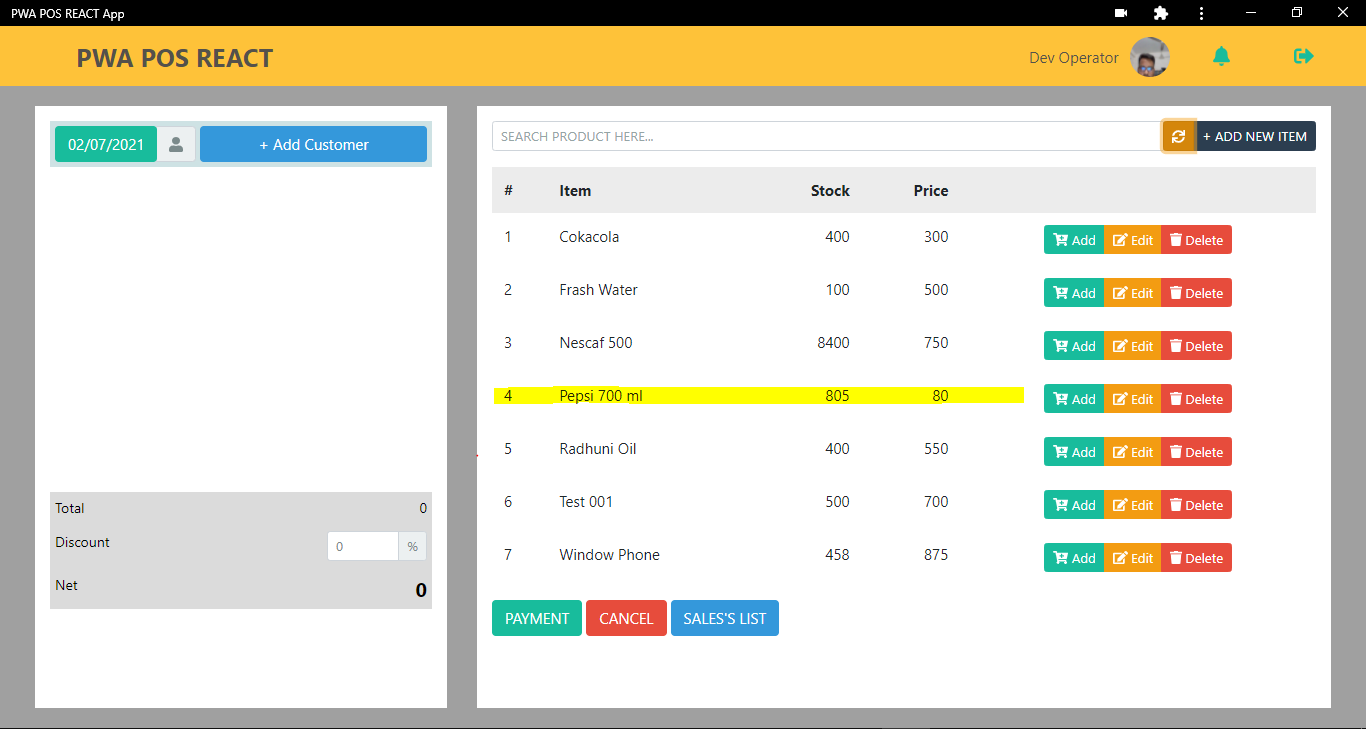 PWA POS REACT App
PWA POS REACT
Dev Operator
02/07/2021
+ Add Customer
Total 0
Discount 0 %
Net 0
SEARCH PRODUCT HERE...
+ ADD NEW ITEM
# Item Stock Price
1 Cokacola 400 300 Add Edit Delete
2 Frash Water 100 500 Add Edit Delete
3 Nescaf 500 8400 750 Add Edit Delete
4 Pepsi 700 ml 805 80 Add Edit Delete
5 Radhuni Oil 400 550 Add Edit Delete
6 Test 001 500 700 Add Edit Delete
7 Window Phone 458 875 Add Edit Delete
PAYMENT CANCEL SALES'S LIST